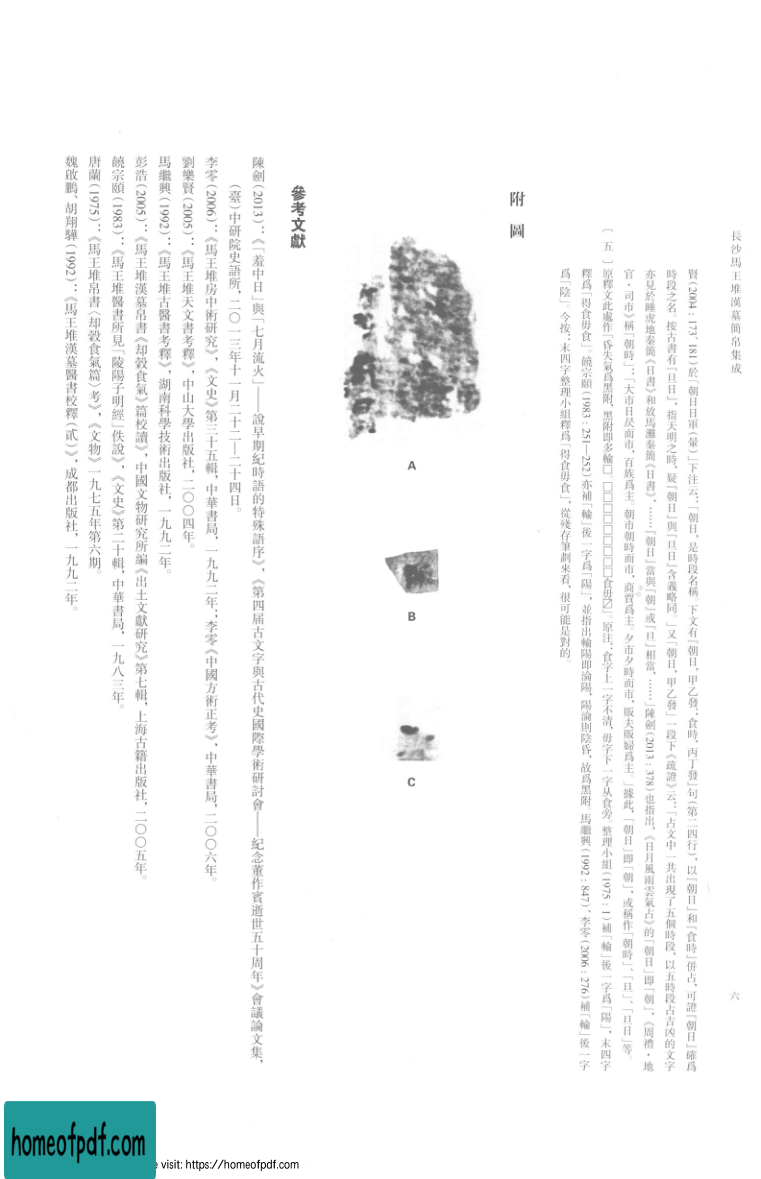 長沙馬王堆漢墓簡帛集成
六
賢(2004:173、181)於「朝日日軍(暈)」下注云:「朝日,是時段名稱。下文有『朝日,甲乙發,食時,丙丁發』句(第二四行),以『朝日』和『食時』併占,可證『朝日』確爲
時段之名。按古書有『旦日』,指天明之時,疑『朝日』與『旦日』含義略同。」又「朝日,甲乙發」一段下《疏證》云:「古文中一共出現了五個時段,以五時段占吉凶的文字
亦見於睡虎地秦簡《日書》和放馬灘秦簡《日書》,……『朝日』當與『朝』或『旦』相當,……」陳劍(2013:378)也指出,《日月風雨雲氣占》的「朝日」即「朝」,《周禮·地
官·司市》稱「朝時」:「大市日昃而市,百族爲主。朝市朝時而市,商賈爲主。夕市夕時而市,販夫販婦爲主。」據此,「朝日」即「朝」,或稱作「朝時」、「旦」、「旦日」等。
〔五〕原釋文此處作「昏失氣爲黑附,黑附即多輸□□□□□□□□食毋☑」。原注:食字上一字不清,毋字下一字从食旁。整理小組(1975:1)補「輸」後一字爲「陽」,末四字
釋爲「得食毋食」。饒宗頤(1983:251—252)亦補「輸」後一字爲「陽」,並指出輸陽即淪陽,陽淪則陰昏,故爲黑附。馬繼興(1992:847)、李零(2006:276)補「輸」後一字
爲「陰」。今按:末四字整理小組釋爲「得食毋食」,從殘存筆劃來看,很可能是對的。
附圖
A
B
C
參考文獻
陳劍(2013):《「羞中日」與「七月流火」——說早期紀時語的特殊語序》,《第四屆古文字與古代史國際學術研討會——紀念董作賓逝世五十周年》會議論文集,
(臺)中研院史語所,二〇一三年十一月二十二—二十四日。
李零(2006):《馬王堆房中術研究》,《文史》第三十五輯,中華書局,一九九二年;李零《中國方術正考》,中華書局,二〇〇六年。
劉樂賢(2005):《馬王堆天文書考釋》,中山大學出版社,二〇〇四年。
馬繼興(1992):《馬王堆古醫書考釋》,湖南科學技術出版社,一九九二年。
彭浩(2005):《馬王堆漢墓帛書《却穀食氣》篇校讀》,中國文物研究所編《出土文獻研究》第七輯,上海古籍出版社,二〇〇五年。
饒宗頤(1983):《馬王堆醫書所見「陵陽子明經」佚說》,《文史》第二十輯,中華書局,一九八三年。
唐蘭(1975):《馬王堆帛書〈却穀食氣篇〉考》,《文物》一九七五年第六期。
魏啟鵬、胡翔驊(1992):《馬王堆漢墓醫書校釋(貳)》,成都出版社,一九九二年。
homeofpdf.com
e visit: https://homeofpdf.com